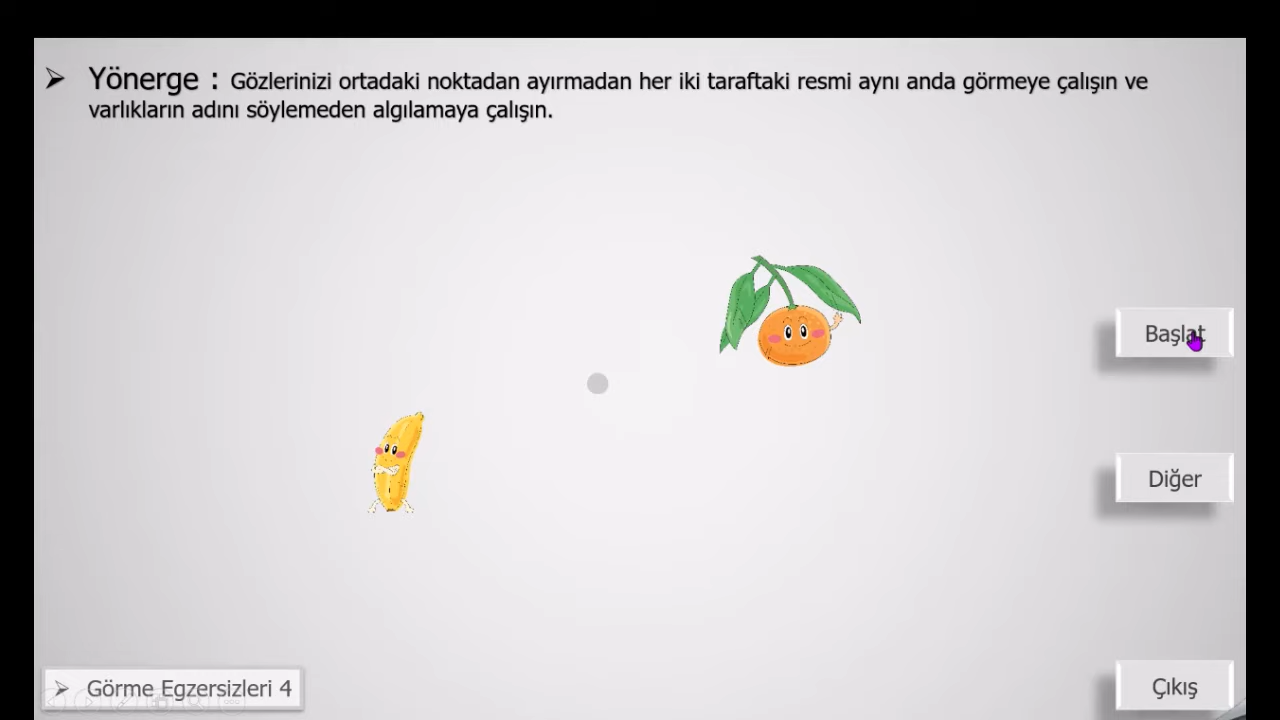 Yönerge : Gözlerinizi ortadaki noktadan ayırmadan her iki taraftaki resmi aynı anda görmeye çalışın ve
varlıkların adını söylemeden algılamaya çalışın.
Başlat
Diğer
Görme Egzersizleri 4
Çıkış